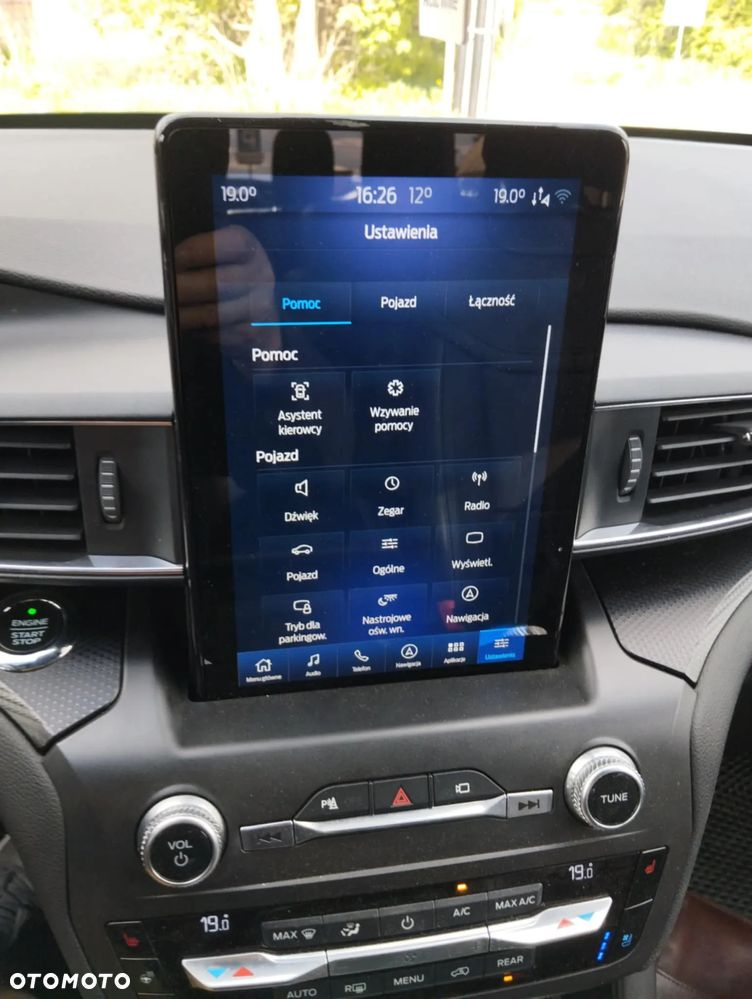 19.0° 16:26 12° 19.0°
Ustawienia
Pomoc Pojazd Łączność
Pomoc
Asystent
kierowcy
Wzywanie
pomocy
Pojazd
Dźwięk Zegar Radio
Pojazd Ogólne Wyświetl.
Tryb dla
parkingow.
Nastrojowe
ośw. wn.
Nawigacja
Menu główne Audio Telefon Nawigacja Aplikacje Ustawienia
ENGINE
START
STOP
VOL
TUNE
19.0 19.0
MAX A/C MAX A/C
AUTO R MENU REAR
OTOMOTO